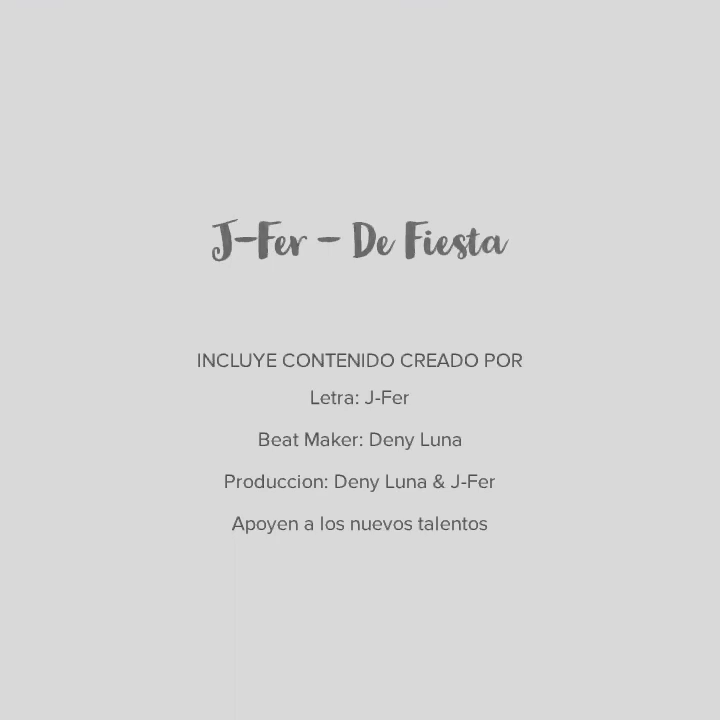 J-Fer - De Fiesta
INCLUYE CONTENIDO CREADO POR
Letra: J-Fer
Beat Maker: Deny Luna
Produccion: Deny Luna & J-Fer
Apoyen a los nuevos talentos